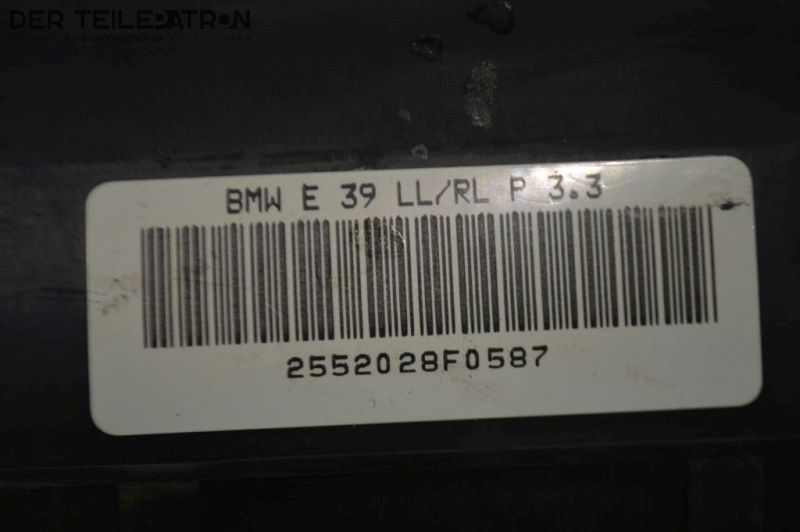 DER TEILEPATRON
BMW E 39 LL/RL P 3.3
2552028F0587